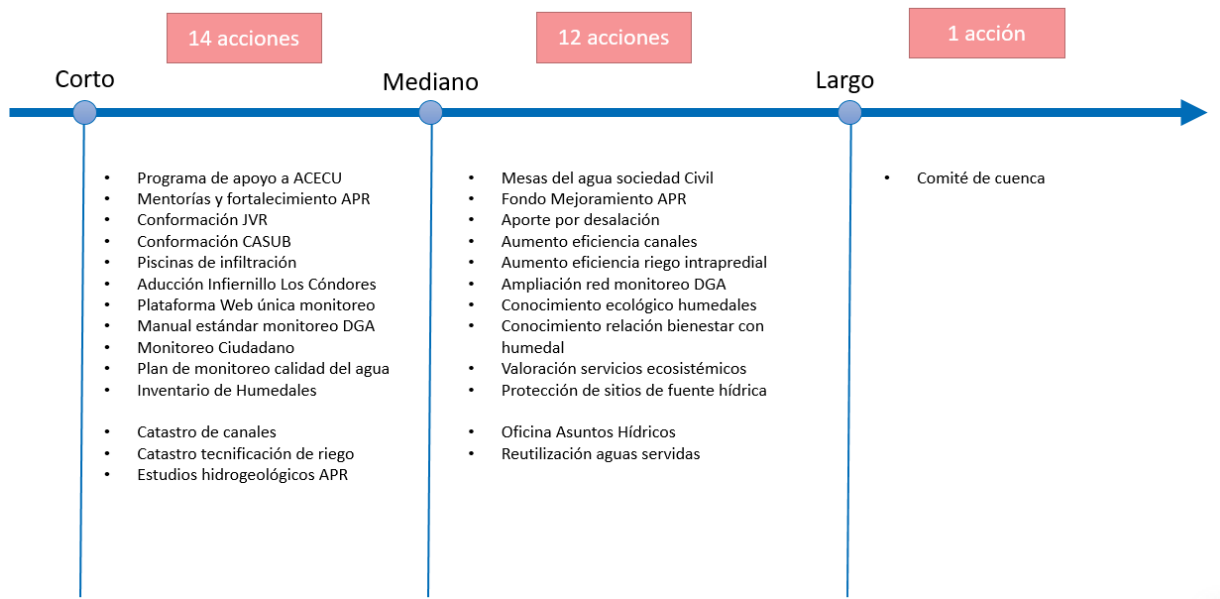 14 acciones
12 acciones
1 acción
Corto
Mediano
Largo
• Programa de apoyo a ACECU
• Mentorías y fortalecimiento APR
• Conformación JVR
• Conformación CASUB
• Piscinas de infiltración
• Aducción Infiernillo Los Cóndores
• Plataforma Web única monitoreo
• Manual estándar monitoreo DGA
• Monitoreo Ciudadano
• Plan de monitoreo calidad del agua
• Inventario de Humedales
• Catastro de canales
• Catastro tecnificación de riego
• Estudios hidrogeológicos APR
• Mesas del agua sociedad Civil
• Fondo Mejoramiento APR
• Aporte por desalación
• Aumento eficiencia canales
• Aumento eficiencia riego intrapredial
• Ampliación red monitoreo DGA
• Conocimiento ecológico humedales
• Conocimiento relación bienestar con
humedal
• Valoración servicios ecosistémicos
• Protección de sitios de fuente hídrica
• Oficina Asuntos Hídricos
• Reutilización aguas servidas
• Comité de cuenca